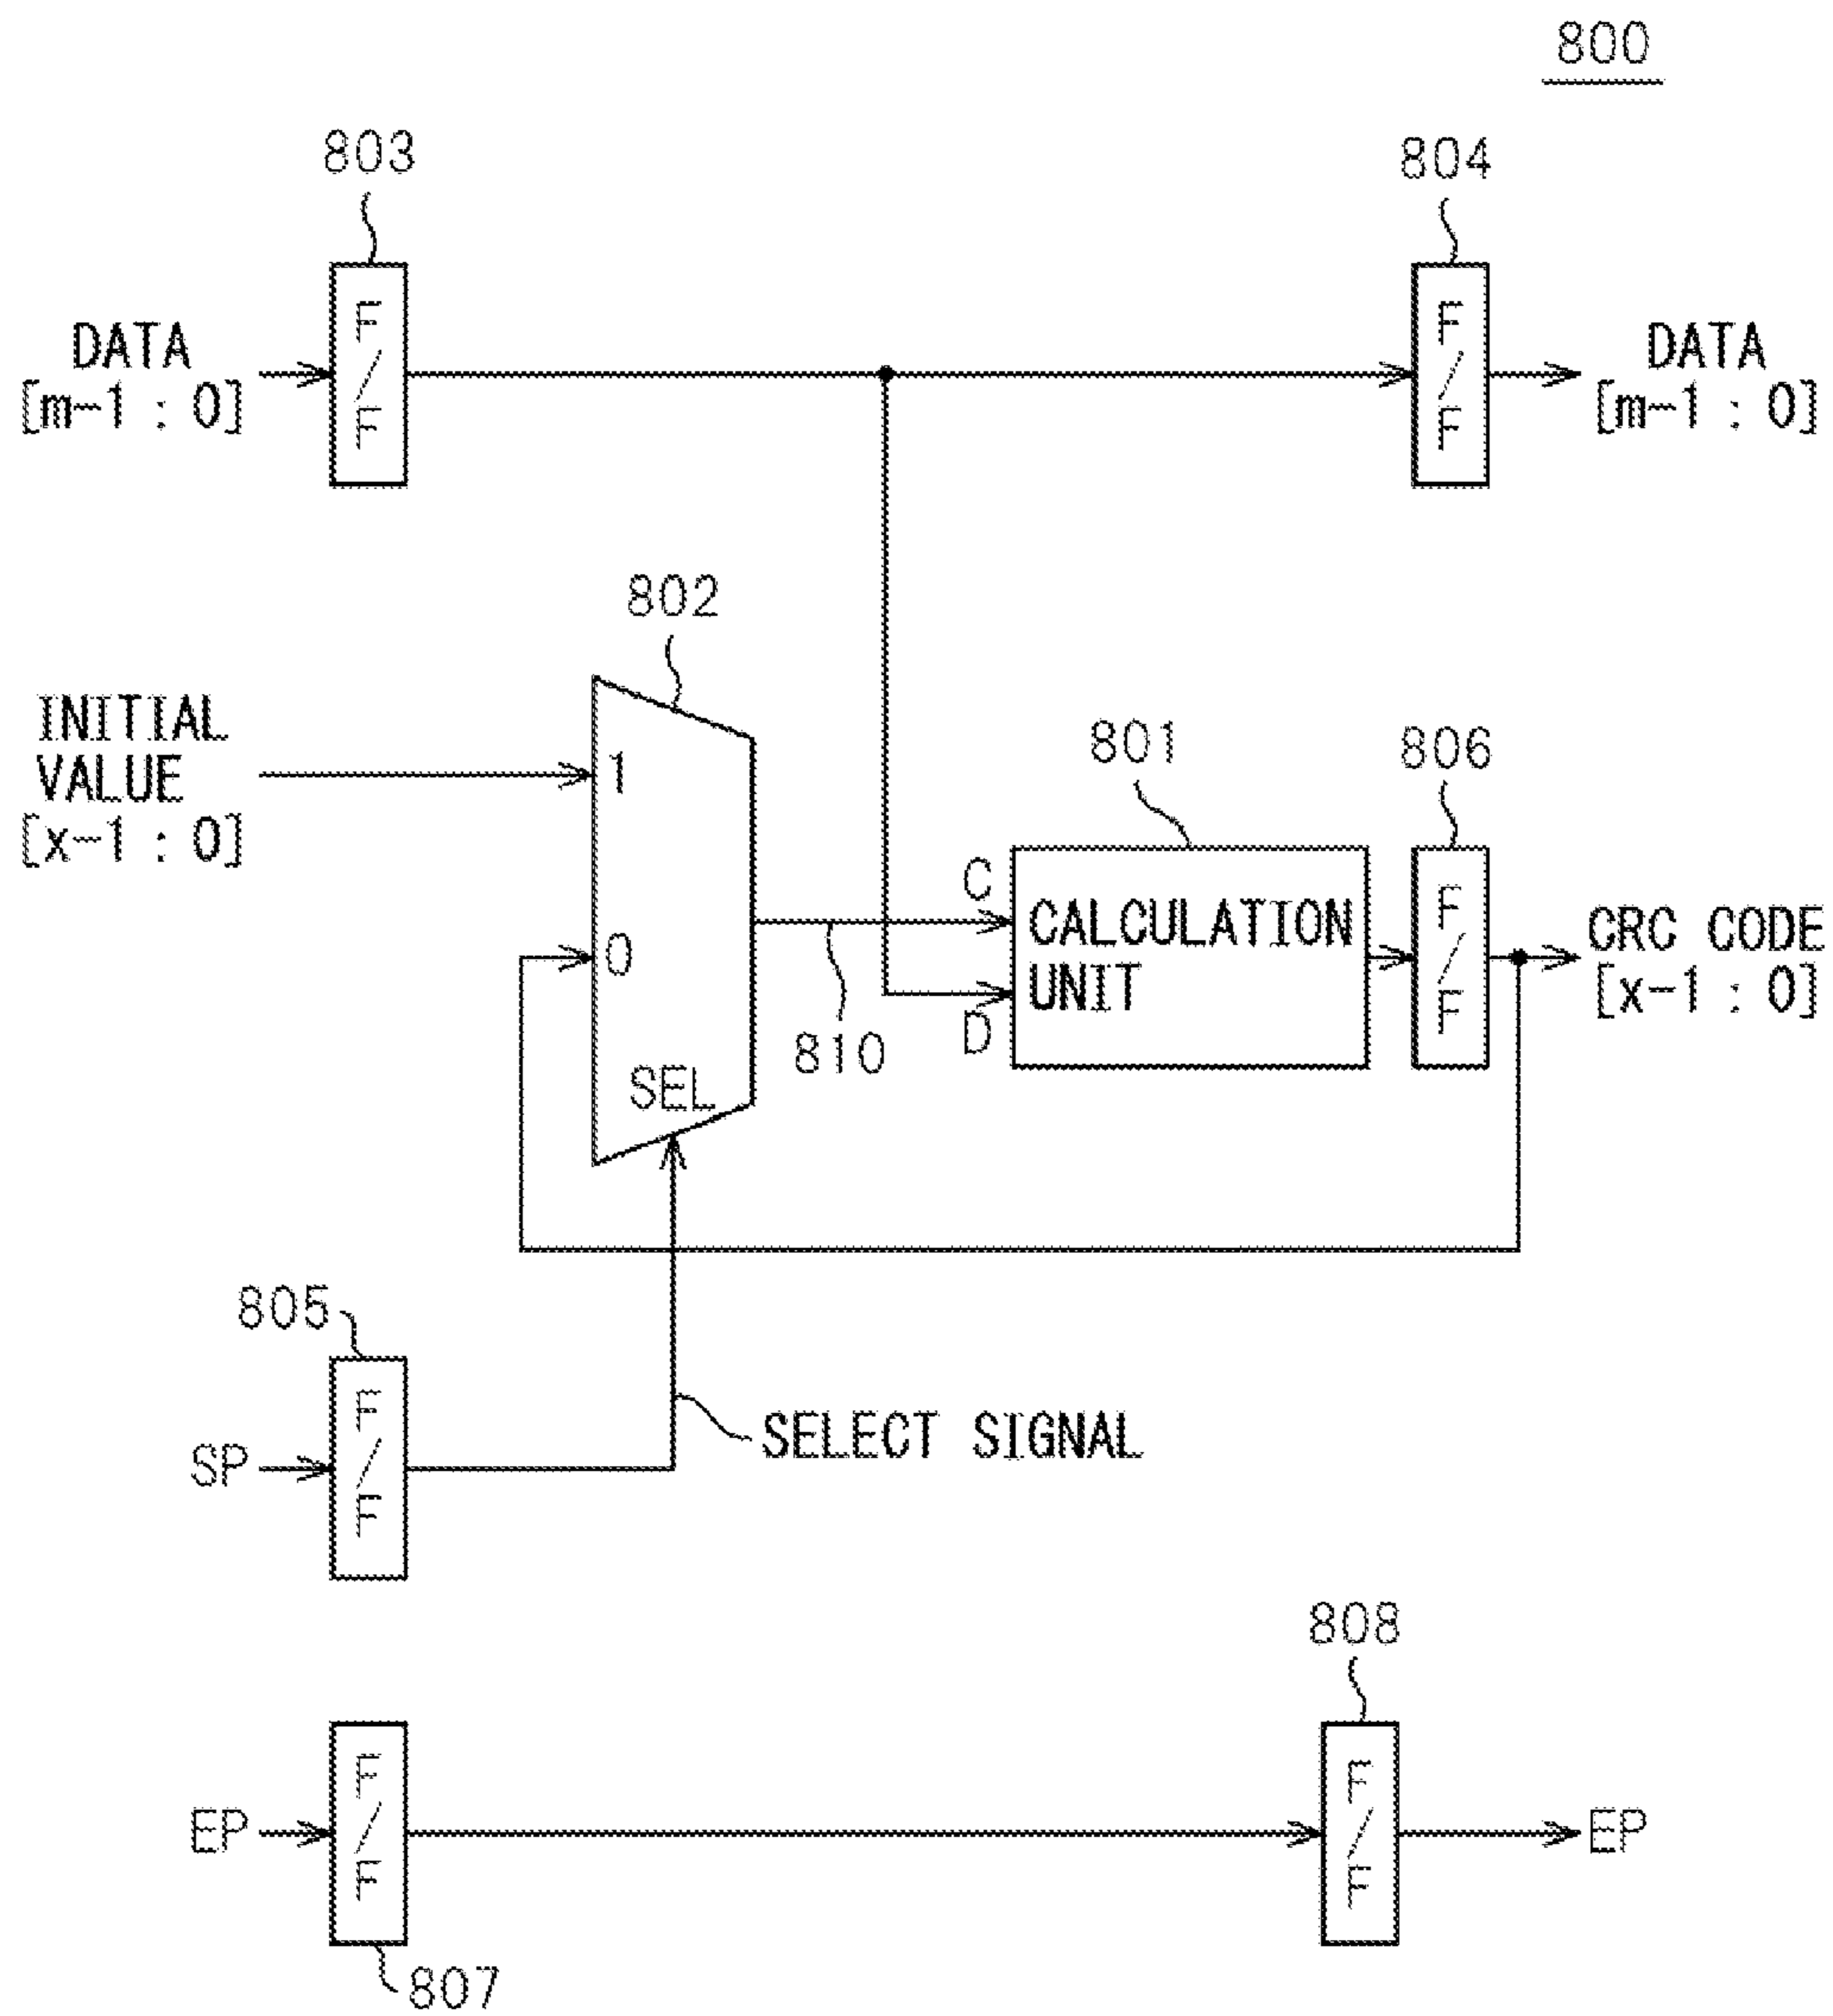 800
803
804
F/F
F/F
DATA
[m-1 : 0]
DATA
[m-1 : 0]
802
INITIAL
VALUE
[x-1 : 0]
1
0
SEL
801
806
C
D
CALCULATION
UNIT
F/F
CRC CODE
[x-1 : 0]
810
805
F/F
SP
SELECT SIGNAL
808
F/F
F/F
EP
EP
807